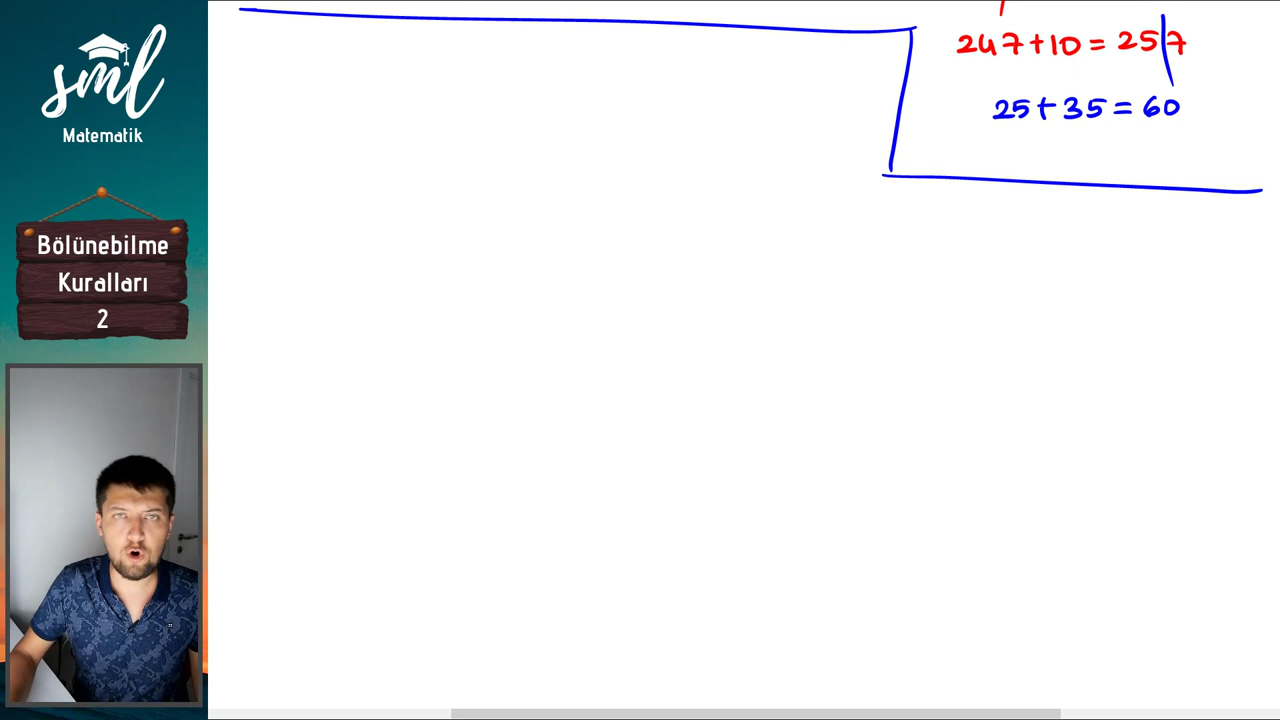 sml
Matematik
Bölünebilme
Kuralları
2
247+10=257
25+35=60